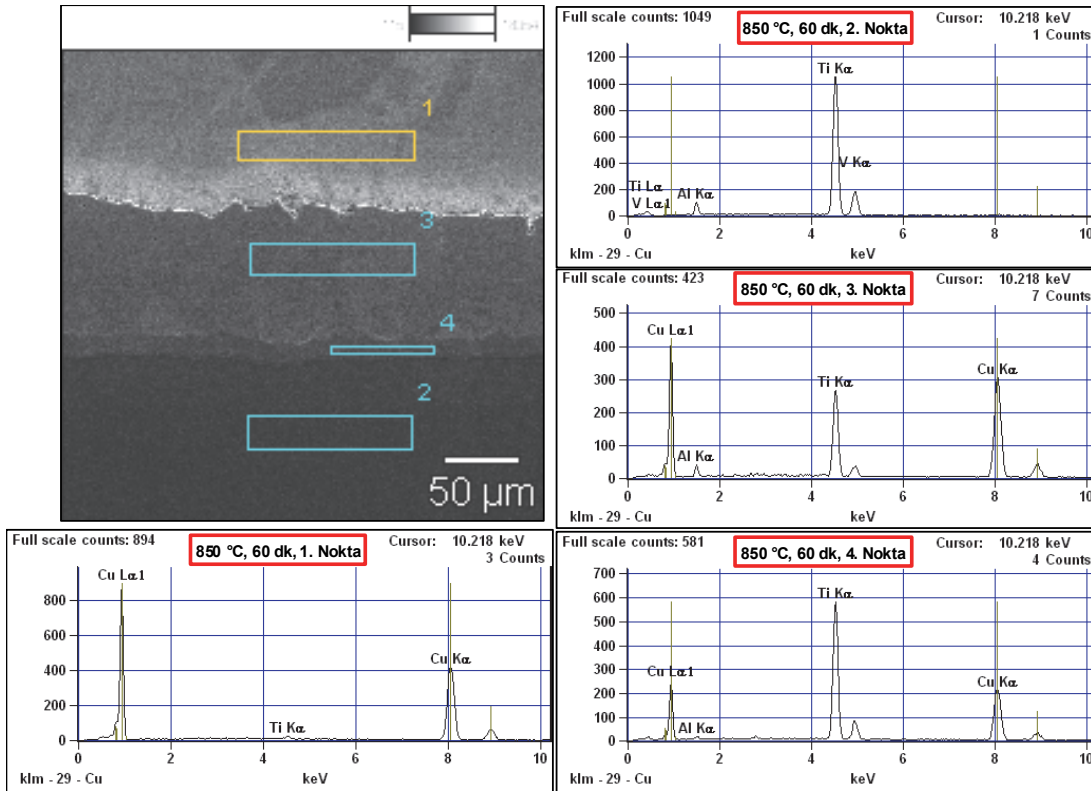 1
3
4
2
50 µm
Full scale counts: 1049
850 °C, 60 dk, 2. Nokta
Cursor: 10.218 keV
1 Counts
1200
1000
800
600
400
200
0
Ti Kα
V Kα
Ti Lα
V Lα1
Al Kα
0 2 4 6 8 10
klm - 29 - Cu
keV
Full scale counts: 423
850 °C, 60 dk, 3. Nokta
Cursor: 10.218 keV
7 Counts
500
400
300
200
100
0
Cu Lα1
Ti Kα
Cu Kα
Al Kα
0 2 4 6 8 10
klm - 29 - Cu
keV
Full scale counts: 894
850 °C, 60 dk, 1. Nokta
Cursor: 10.218 keV
3 Counts
Cu Lα1
800
600
400
200
0
Cu Kα
Ti Kα
0 2 4 6 8 10
klm - 29 - Cu
keV
Full scale counts: 581
850 °C, 60 dk, 4. Nokta
Cursor: 10.218 keV
4 Counts
700
600
500
400
300
200
100
0
Ti Kα
Cu Lα1
Cu Kα
Al Kα
0 2 4 6 8 10
klm - 29 - Cu
keV